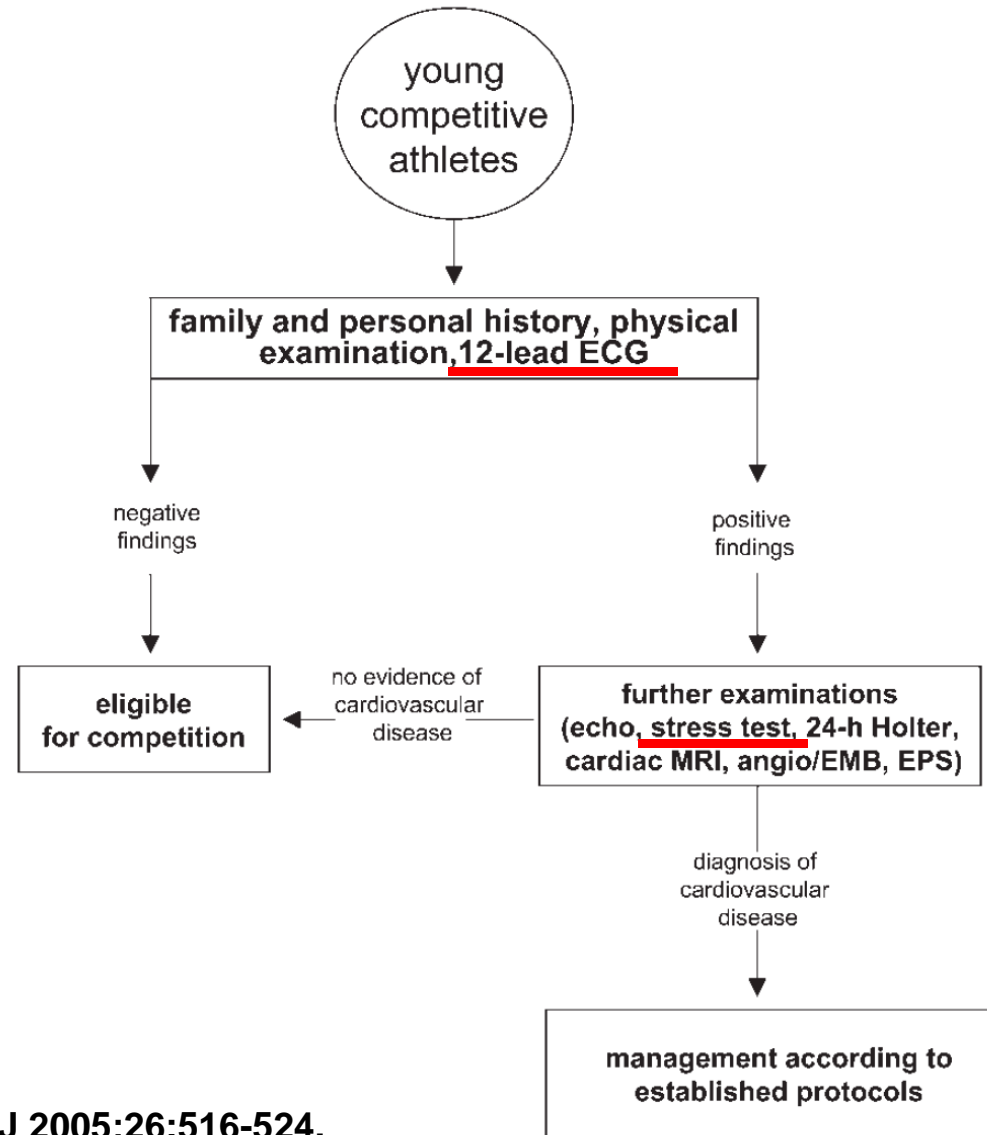 young
competitive
athletes
family and personal history, physical
examination,12-lead ECG
negative
findings
positive
findings
eligible
for competition
no evidence of
cardiovascular
disease
further examinations
(echo, stress test, 24-h Holter,
cardiac MRI, angio/EMB, EPS)
diagnosis of
cardiovascular
disease
management according to
established protocols
J 2005;26:516-524.